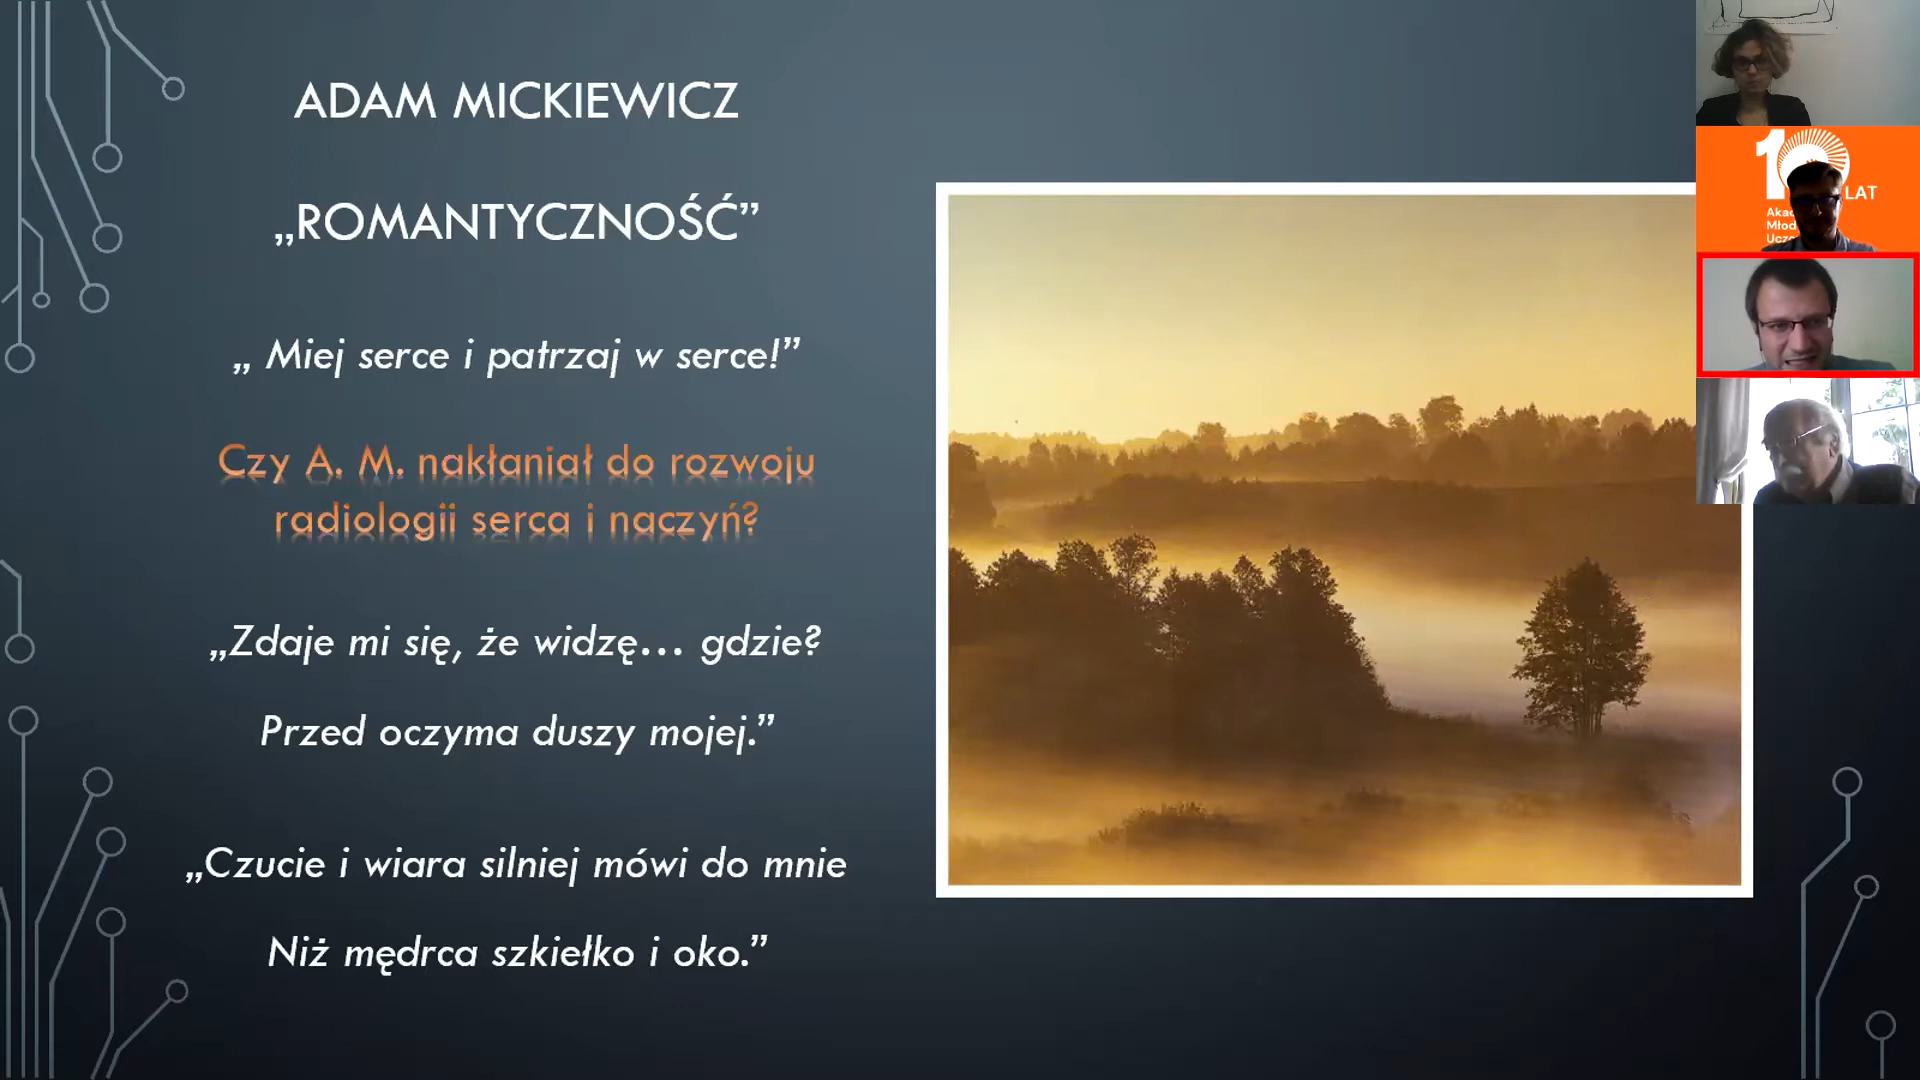 ADAM MICKIEWICZ
„ROMANTYCZNOŚĆ”
„ Miej serce i patrzaj w serce!”
Czy A. M. nakłaniał do rozwoju
radiologii serca i naczyń?
„Zdaje mi się, że widzę... gdzie?
Przed oczyma duszy mojej.”
„Czucie i wiara silniej mówi do mnie
Niż mędrca szkiełko i oko.”
10
LAT